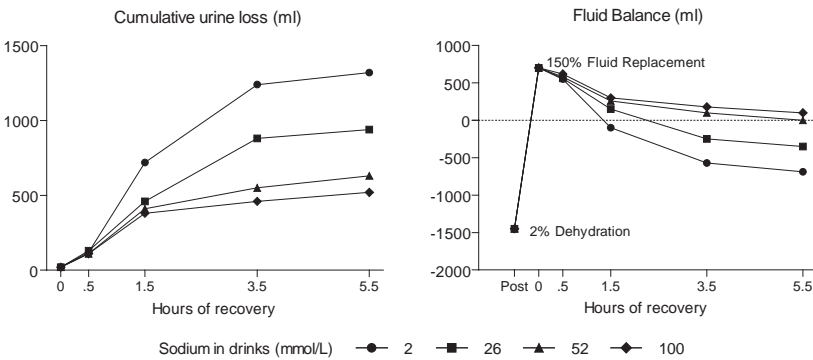 Cumulative urine loss (ml)
1500
1000
500
0
0 .5 1.5 3.5 5.5
Hours of recovery
Fluid Balance (ml)
1000
500
0
-500
-1000
-1500
-2000
150% Fluid Replacement
2% Dehydration
Post 0 .5 1.5 3.5 5.5
Hours of recovery
Sodium in drinks (mmol/L) 2 26 52 100